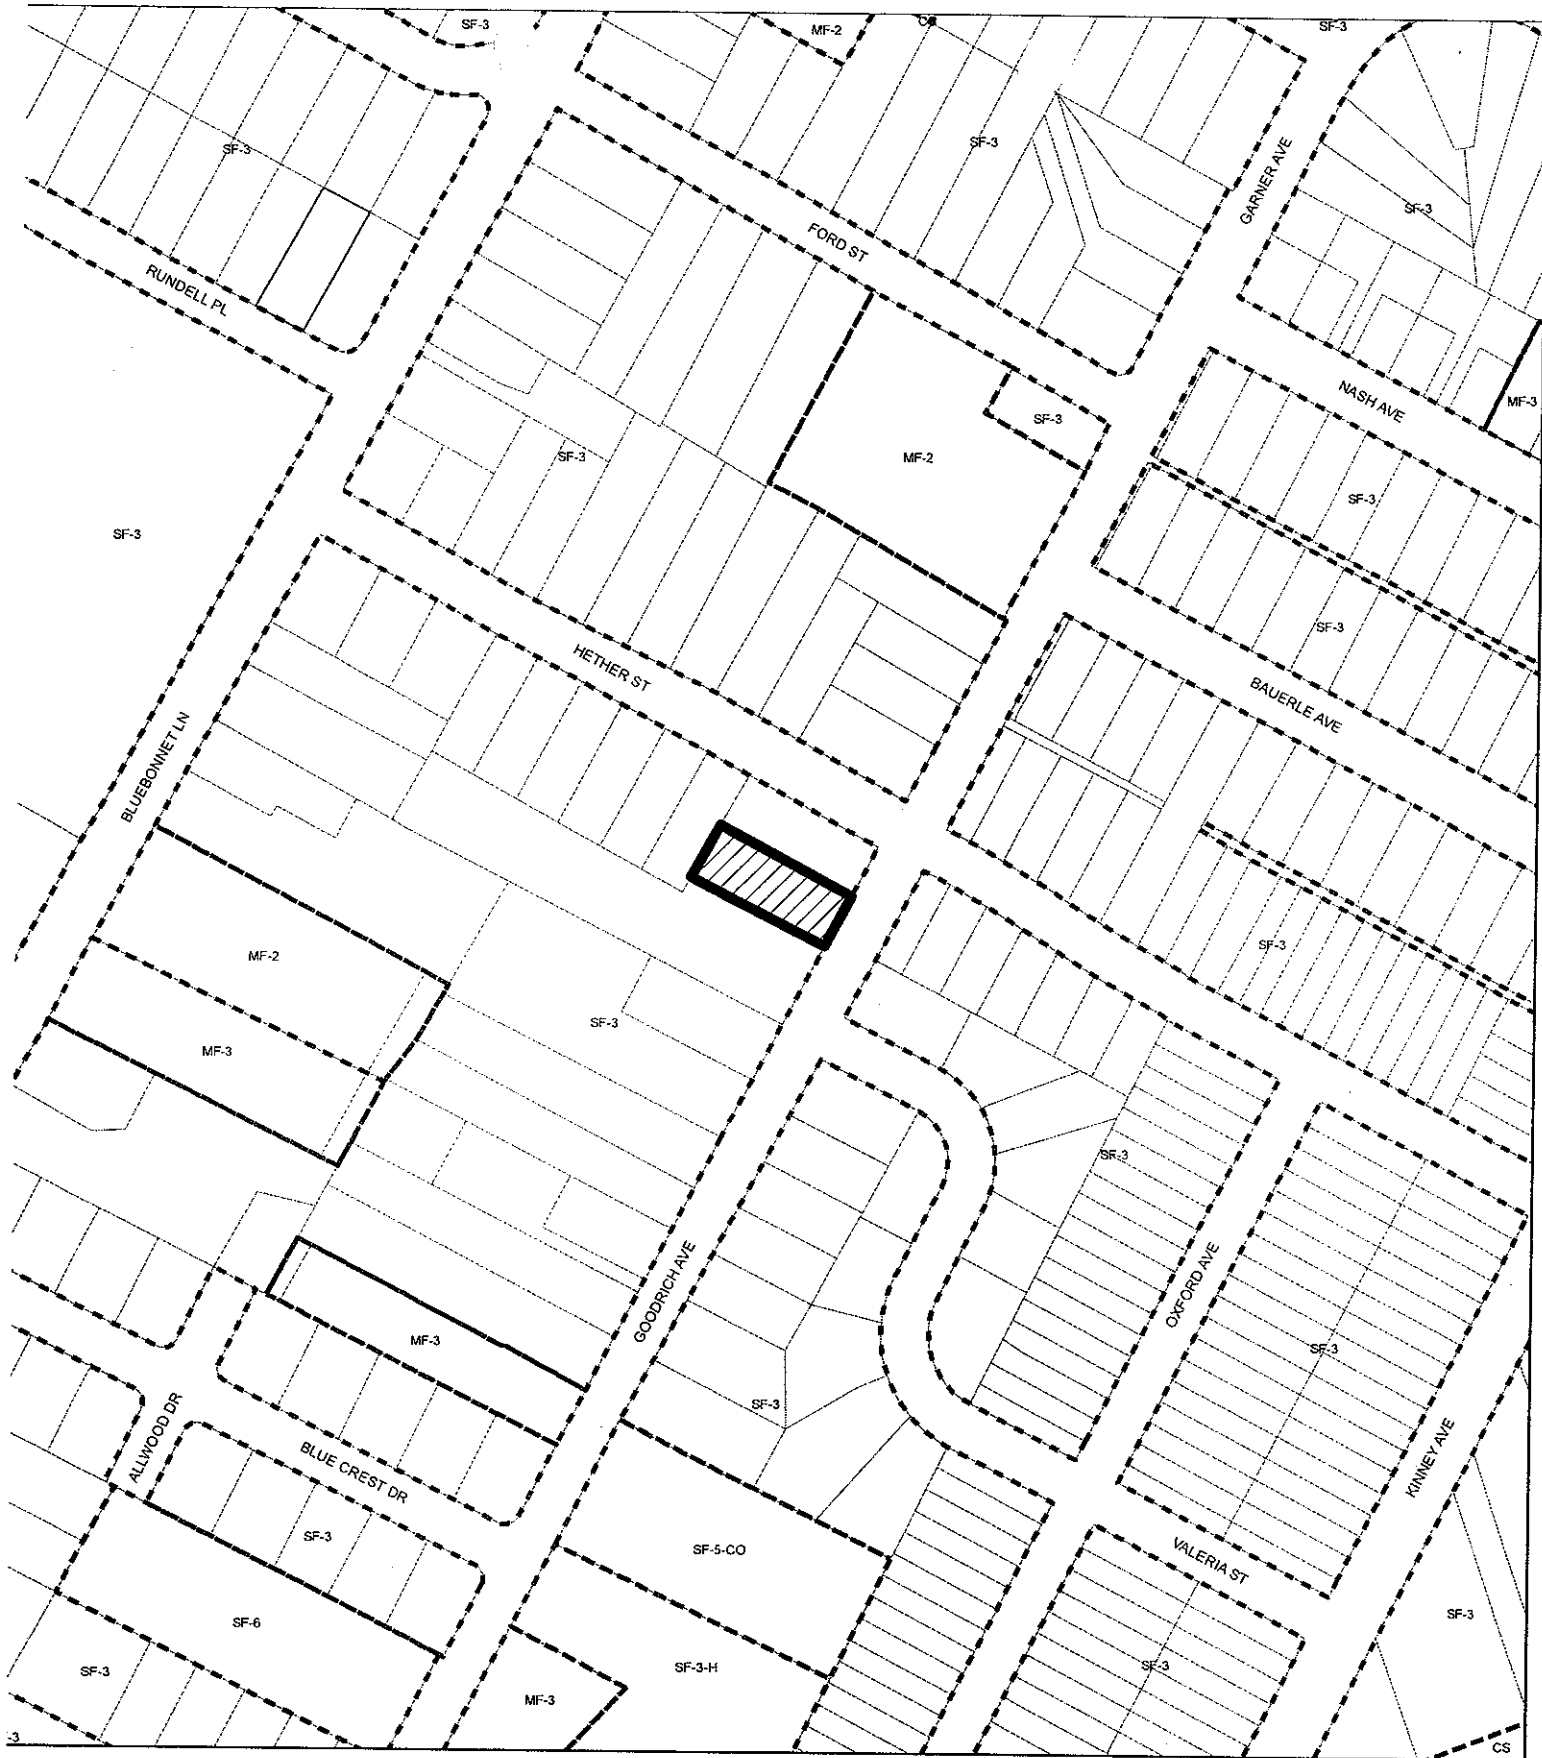 SF-3
MF-2
SF-3
SF-3
SF-3
GARNER AVE
SF-3
FORD ST
RUNDELL PL
NASH AVE
MF-3
SF-3
MF-2
SF-3
SF-3
SF-3
SF-3
HETHER ST
BAUERLE AVE
BLUEBONNET LN
SF-3
MF-2
SF-3
MF-3
SF-3
GOODRICH AVE
OXFORD AVE
MF-3
SF-3
SF-3
ALLWOOD DR
BLUE CREST DR
KINNEY AVE
SF-3
SF-5-CO
VALERIA ST
SF-6
SF-3
SF-3
SF-3-H
SF-3
MF-3
-3
CS